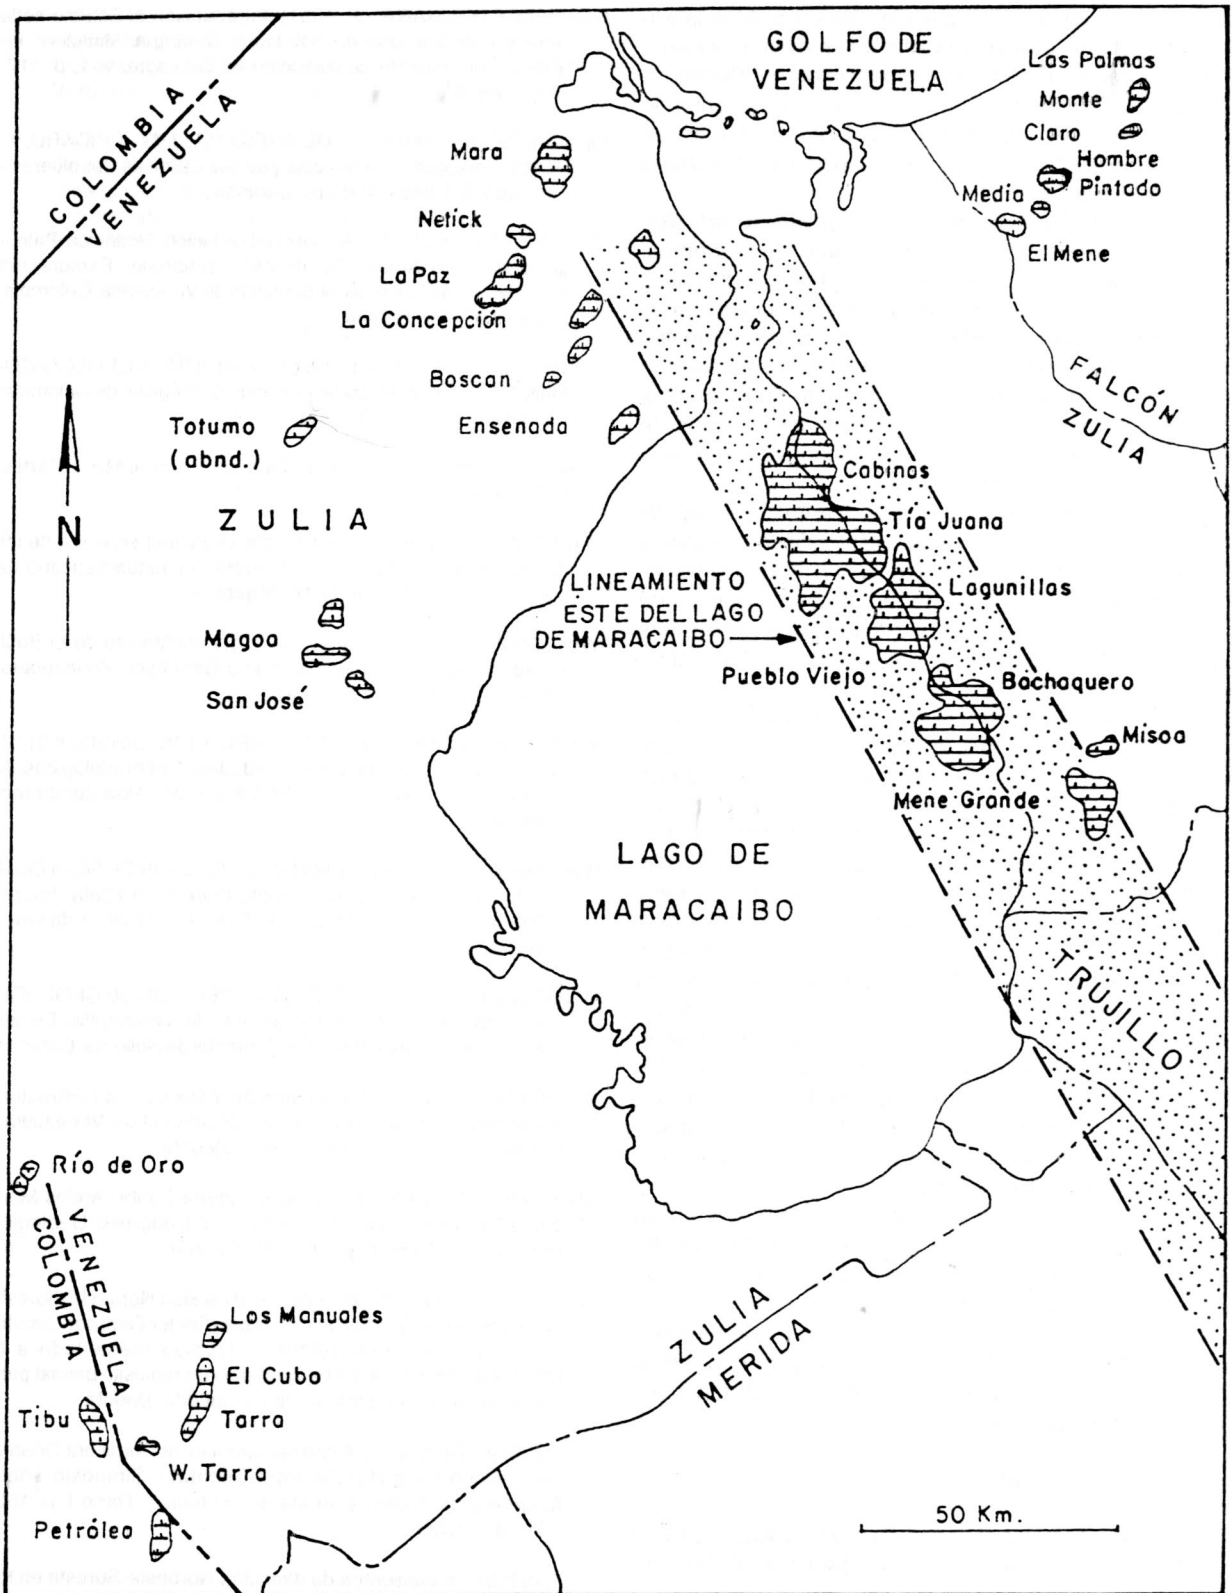 GOLFO DE
VENEZUELA
Las Palmas
Monte
Claro
Hombre
Pintado
Media
El Mene
COLOMBIA
VENEZUELA
Mara
Netick
La Paz
La Concepción
Boscan
Ensenada
Totumo
(abnd.)
FALCÓN
ZULIA
N
ZULIA
Cabinas
Tía Juana
Lagunillas
LINEAMIENTO
ESTE DEL LAGO
DE MARACAIBO
Pueblo Viejo
Bachaquero
Misoa
Mene Grande
Magoa
San José
LAGO DE
MARACAIBO
TRUJILLO
Río de Oro
VENEZUELA
COLOMBIA
Los Manuales
El Cubo
Tarra
Tibu
W. Tarra
Petróleo
ZULIA
MERIDA
50 Km.